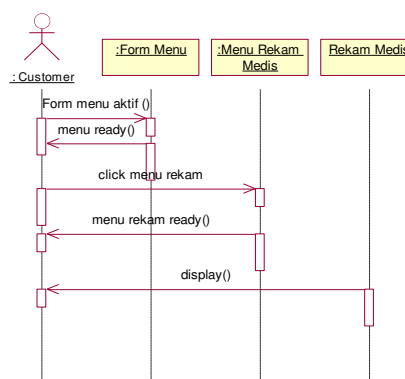 :Form Menu
:Menu Rekam
Medis
Rekam Medis
: Customer
Form menu aktif ()
menu ready()
click menu rekam
menu rekam ready()
display()